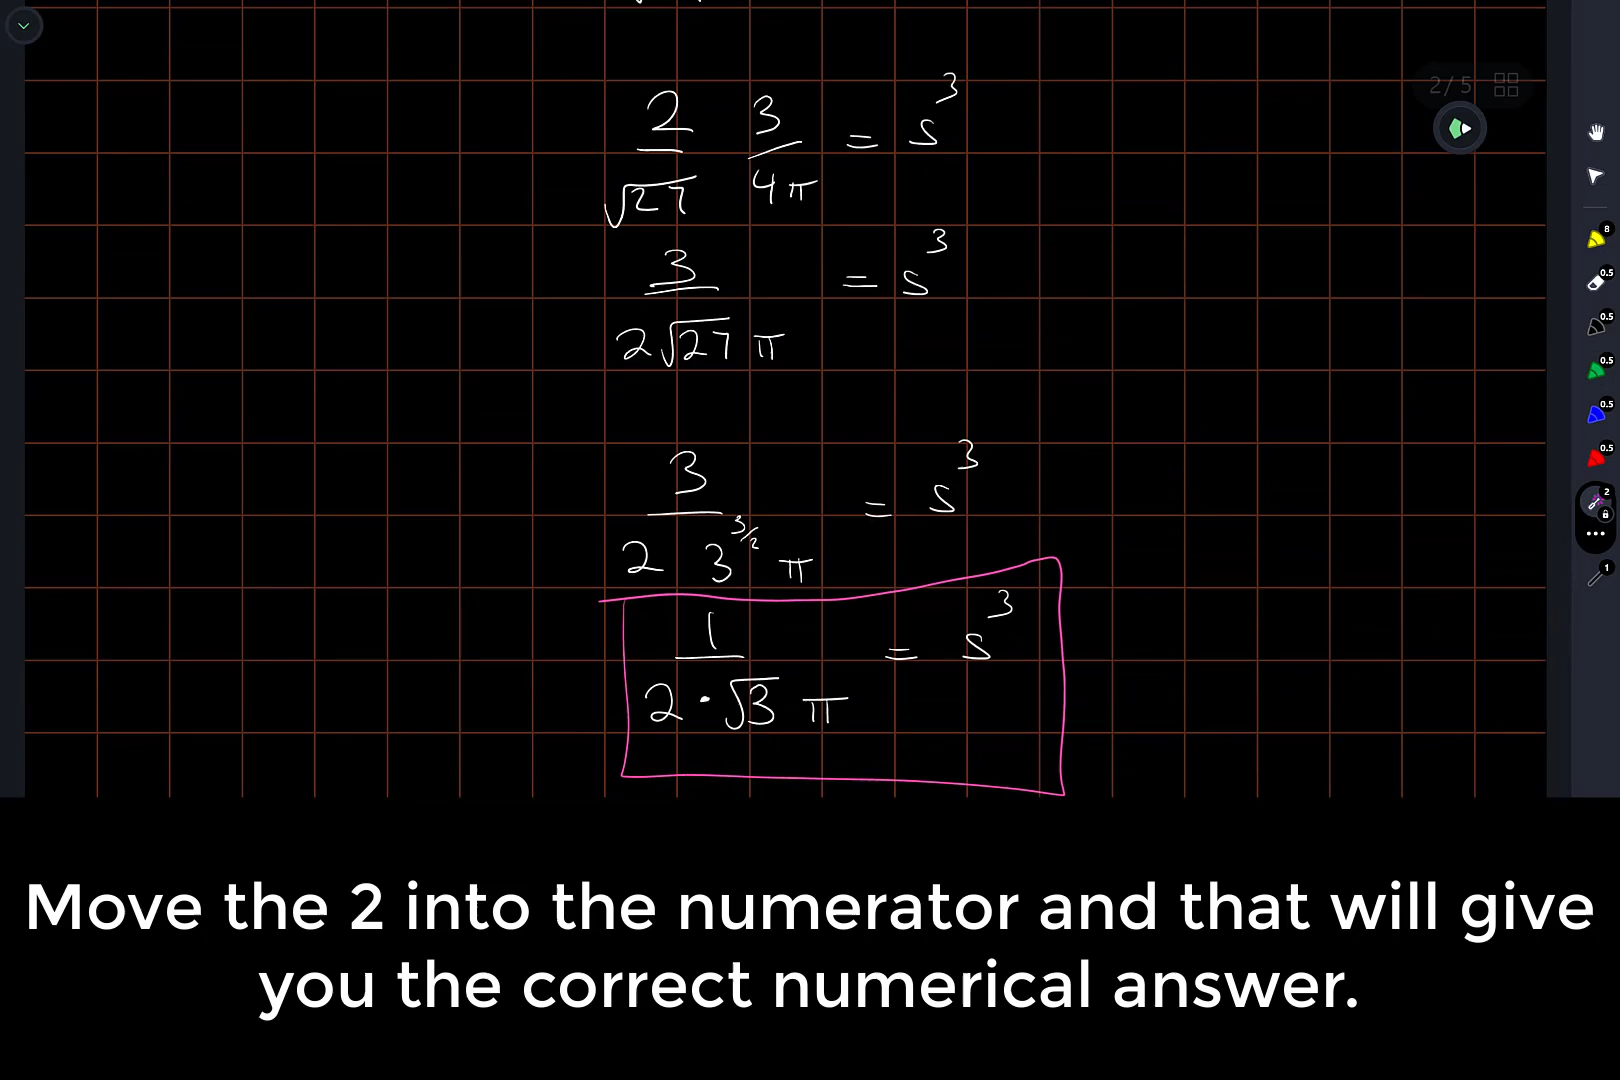 2/5
2/√27 3/4π = s³
3/2√27 π = s³
3/2 3^3/2 π = s³
1/2·√3 π = s³
8
0.5
0.5
0.5
0.5
0.5
2
1
Move the 2 into the numerator and that will give
you the correct numerical answer.